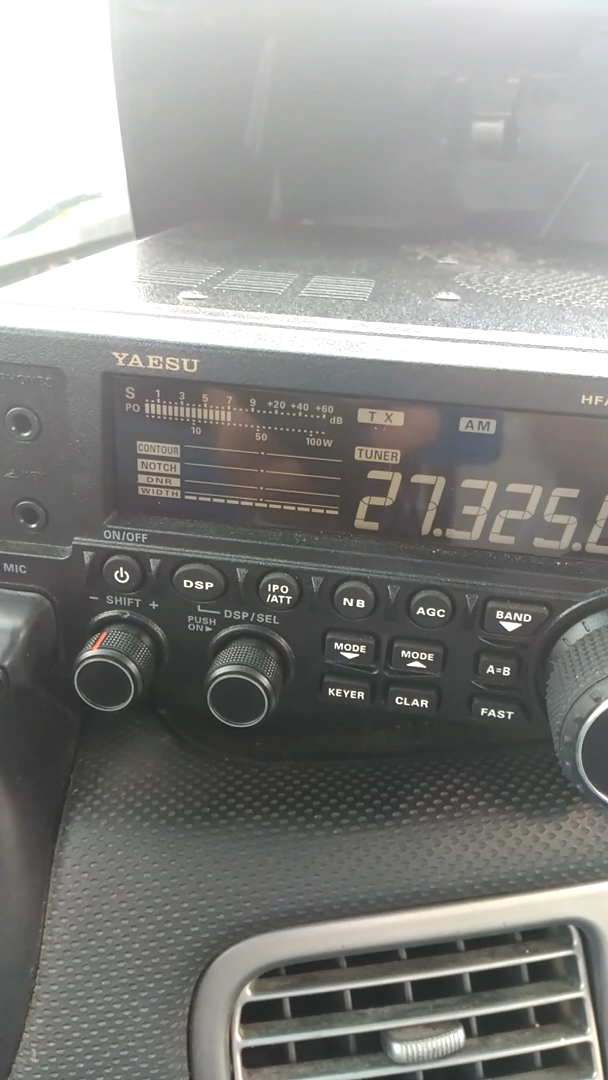 YAESU
HF
S 1 3 5 7 9 +20 +40 +60
PO dB
10 50 100W
TX
AM
CONTOUR
NOTCH
DNR
WIDTH
TUNER
27.325.
ON/OFF
MIC
DSP
IPO
/ATT
NB
AGC
BAND
− SHIFT +
PUSH
ON▶
DSP/SEL
MODE
MODE
A=B
KEYER
CLAR
FAST